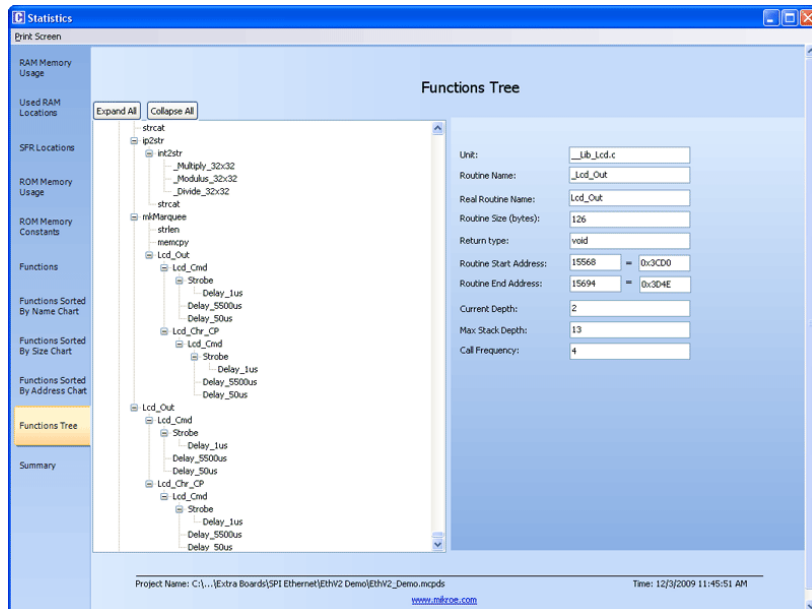 Statistics
Print Screen
RAM Memory
Usage
Used RAM
Locations
SFR Locations
ROM Memory
Usage
ROM Memory
Constants
Functions
Functions Sorted
By Name Chart
Functions Sorted
By Size Chart
Functions Sorted
By Address Chart
Functions Tree
Summary
Functions Tree
Expand All Collapse All
strcat
ip2str
int2str
_Multiply_32x32
_Modulus_32x32
_Divide_32x32
strcat
mkMarquee
strlen
memcpy
Lcd_Out
Lcd_Cmd
Strobe
Delay_1us
Delay_5500us
Delay_50us
Lcd_Chr_CP
Lcd_Cmd
Strobe
Delay_1us
Delay_5500us
Delay_50us
Lcd_Out
Lcd_Cmd
Strobe
Delay_1us
Delay_5500us
Delay_50us
Lcd_Chr_CP
Lcd_Cmd
Strobe
Delay_1us
Delay_5500us
Delay_50us
Unit: __Lib_Lcd.c
Routine Name: _Lcd_Out
Real Routine Name: Lcd_Out
Routine Size (bytes): 126
Return type: void
Routine Start Address: 15568 = 0x3CD0
Routine End Address: 15694 = 0x3D4E
Current Depth: 2
Max Stack Depth: 13
Call Frequency: 4
Project Name: C:\...\Extra Boards\SPI Ethernet\EthV2 Demo\EthV2_Demo.mcpds Time: 12/3/2009 11:45:51 AM
www.mikroe.com